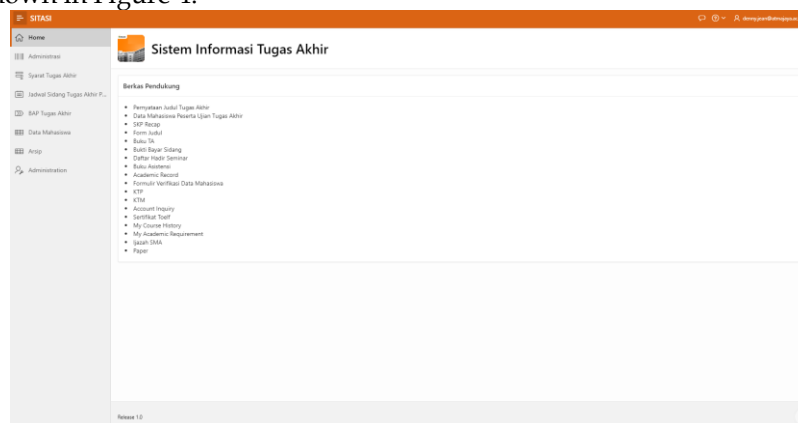 shown in Figure 4.
SITASI
Home
Sistem Informasi Tugas Akhir
Administrasi
Syarat Tugas Akhir
Jadwal Sidang Tugas Akhir P...
BAP Tugas Akhir
Data Mahasiswa
Arsip
Administration
Berkas Pendukung
Pernyataan Judul Tugas Akhir
Data Mahasiswa Peserta Ujian Tugas Akhir
SKP Recap
Form Judul
Buku TA
Bukti Bayar Sidang
Daftar Hadir Seminar
Buku Asistensi
Academic Record
Formulir Verifikasi Data Mahasiswa
KTP
KTM
Account Inquiry
Sertifikat Toefl
My Course History
My Academic Requirement
Ijazah SMA
Paper
Release 1.0